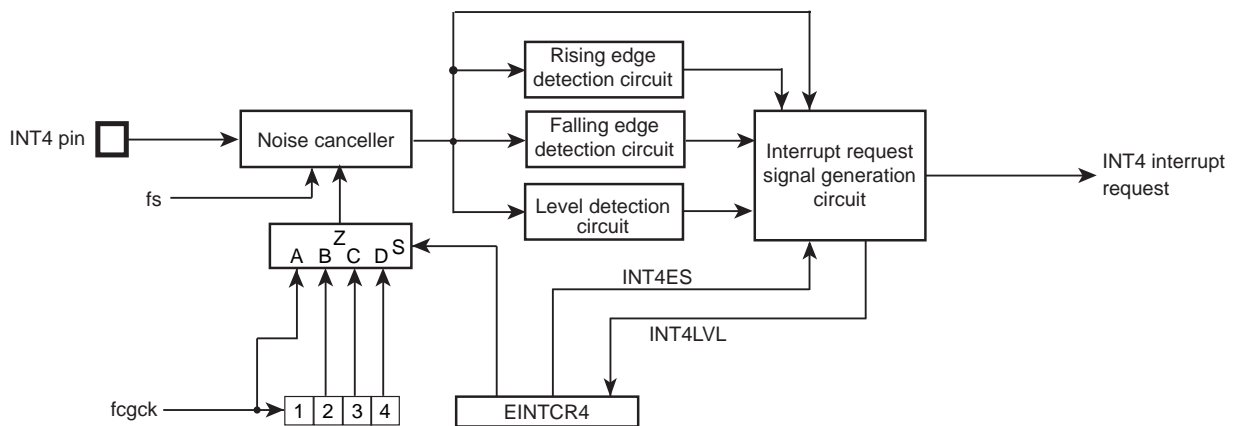 Rising edge
detection circuit
INT4 pin
Noise canceller
Falling edge
detection circuit
Interrupt request
signal generation
circuit
INT4 interrupt
request
fs
Level detection
circuit
Z
S
A B C D
INT4ES
INT4LVL
fcgck
1 2 3 4
EINTCR4